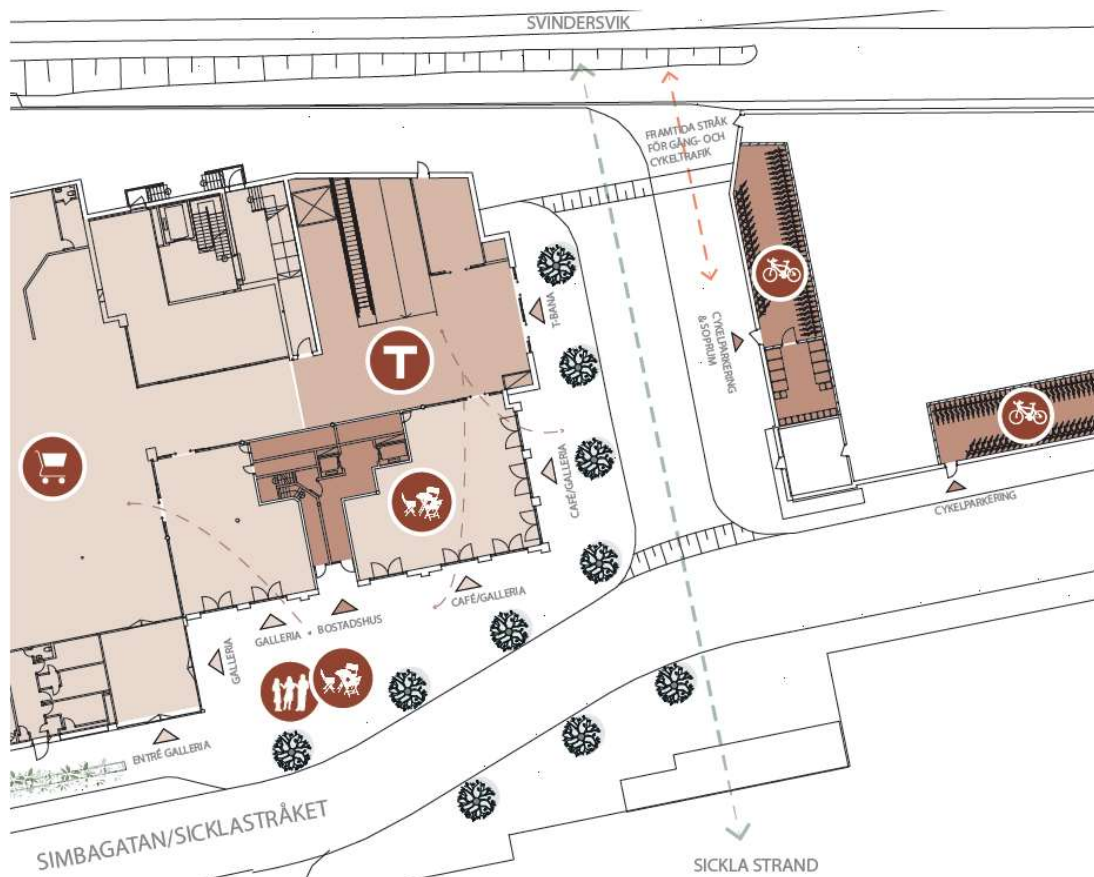 SVINDERSVIK
FRAMTIDA STRÅK
FÖR GÅNG- OCH
CYKELTRAFIK
T-BANA
T
CYKELPARKERING
& SOPRUM
CAFÉ/GALLERIA
CYKELPARKERING
CAFÉ/GALLERIA
BOSTADSHUS
GALLERIA
GALLERIA
ENTRÉ GALLERIA
SIMBAGATAN/SICKLASTRÅKET
SICKLA STRAND